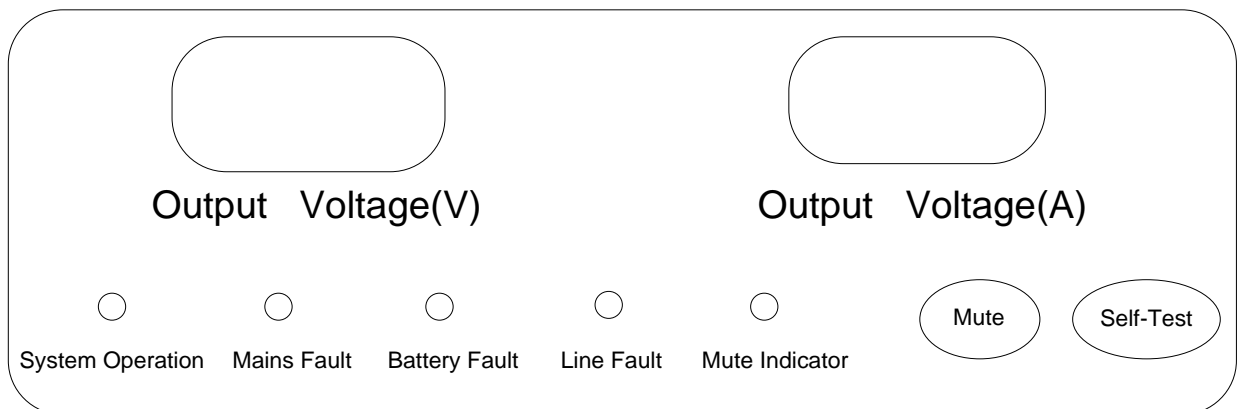 Output Voltage(V)
Output Voltage(A)
Mute
Self-Test
System Operation
Mains Fault
Battery Fault
Line Fault
Mute Indicator